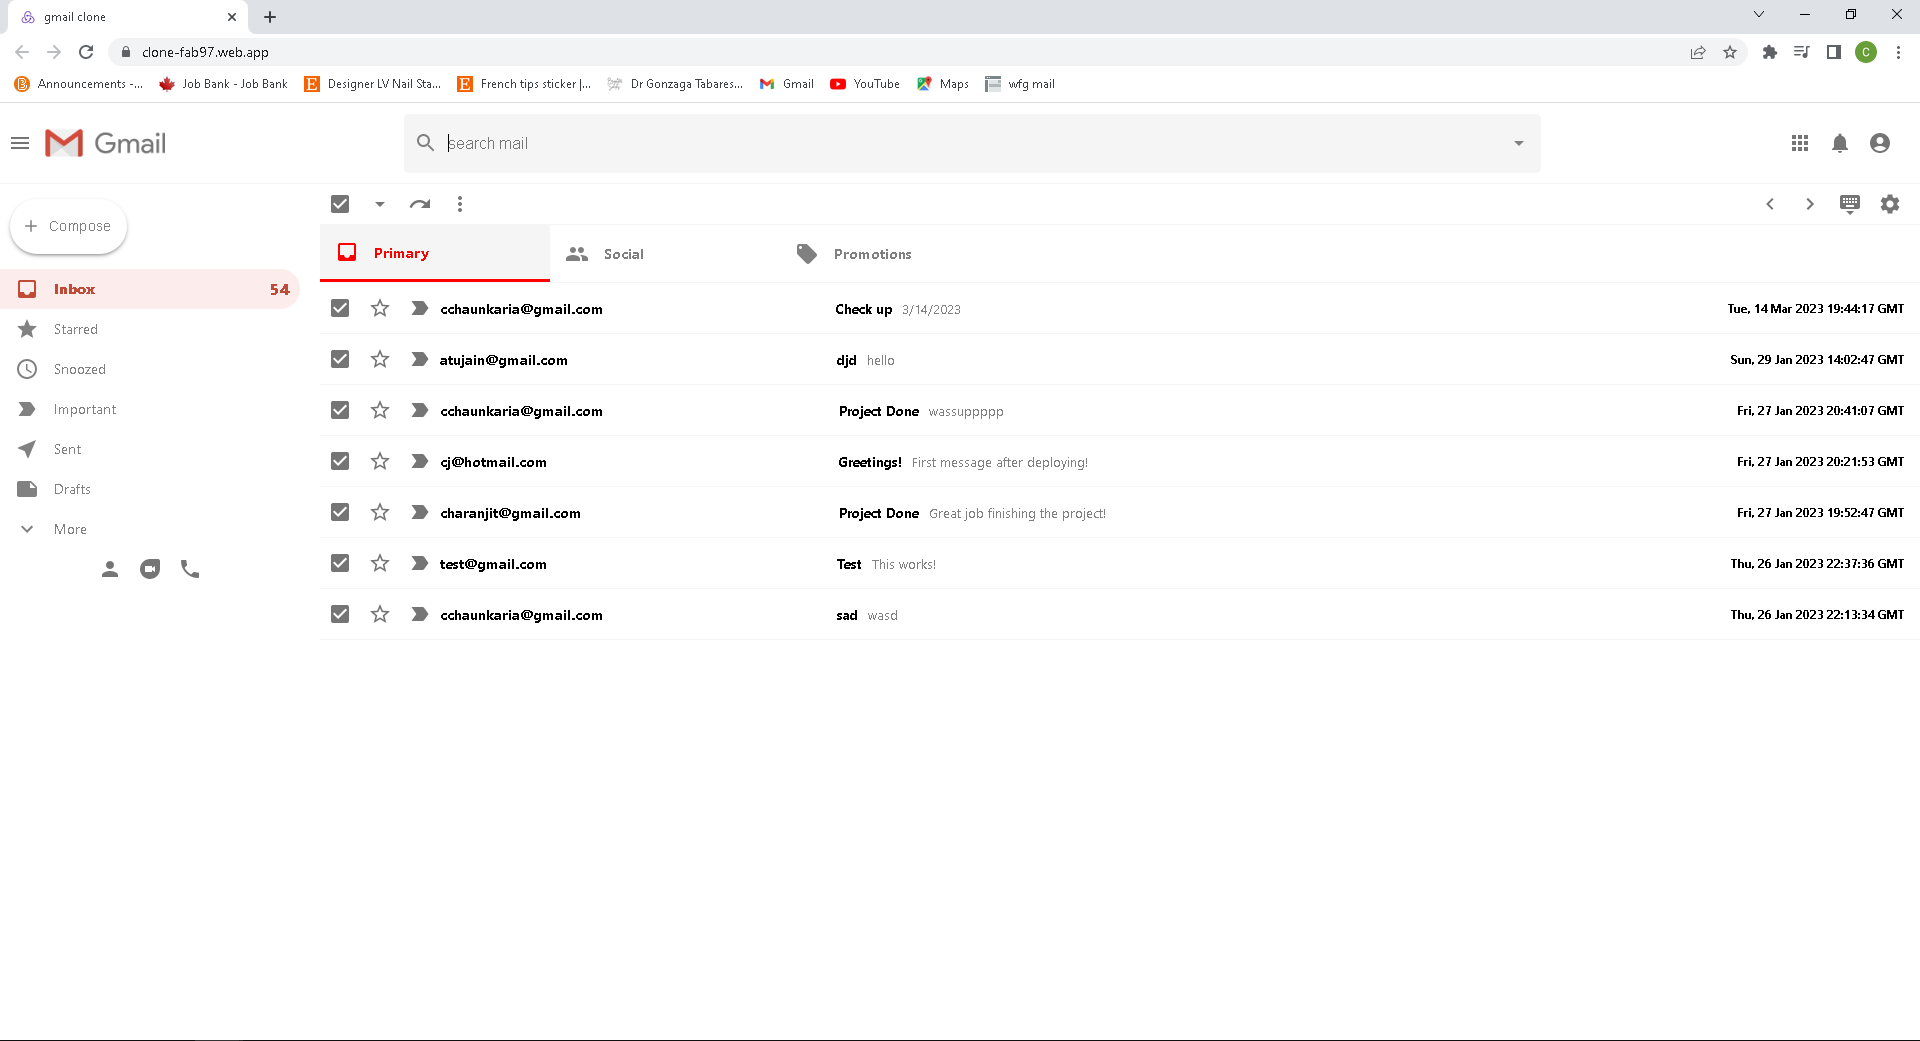 gmail clone
clone-fab97.web.app
C
Announcements -... Job Bank - Job Bank Designer LV Nail Sta... French tips sticker |... Dr Gonzaga Tabares... Gmail YouTube Maps wfg mail
Gmail search mail
Compose
Primary Social Promotions
Inbox 54
Starred
Snoozed
Important
Sent
Drafts
More
cchaunkaria@gmail.com Check up 3/14/2023 Tue, 14 Mar 2023 19:44:17 GMT
atujain@gmail.com djd hello Sun, 29 Jan 2023 14:02:47 GMT
cchaunkaria@gmail.com Project Done wassuppppp Fri, 27 Jan 2023 20:41:07 GMT
cj@hotmail.com Greetings! First message after deploying! Fri, 27 Jan 2023 20:21:53 GMT
charanjit@gmail.com Project Done Great job finishing the project! Fri, 27 Jan 2023 19:52:47 GMT
test@gmail.com Test This works! Thu, 26 Jan 2023 22:37:36 GMT
cchaunkaria@gmail.com sad wasd Thu, 26 Jan 2023 22:13:34 GMT